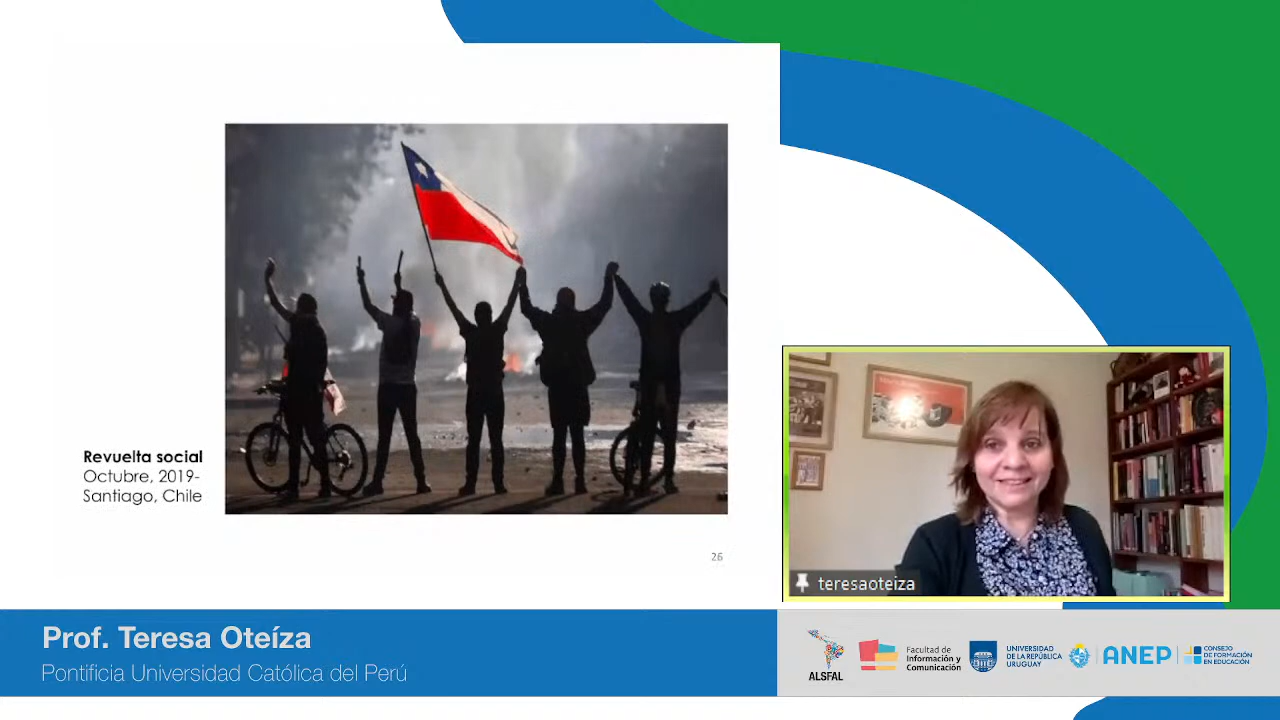 Revuelta social
Octubre, 2019-
Santiago, Chile
26
teresaoteiza
Prof. Teresa Oteíza
Pontificia Universidad Católica del Perú
ALSFAL
Facultad de
Información y
Comunicación
UNIVERSIDAD
DE LA REPÚBLICA
URUGUAY
ANEP
CONSEJO
DE FORMACIÓN
EN EDUCACIÓN